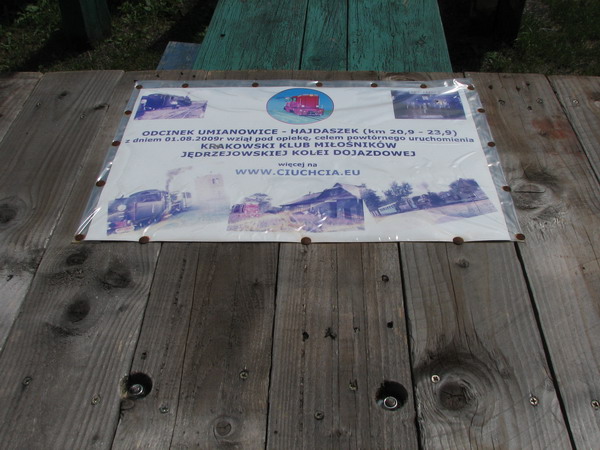 ODCINEK UMIANOWICE - HAJDASZEK (km 20,9 - 23,9)
z dniem 01.08.2009r wziął pod opiekę, celem powtórnego uruchomienia
KRAKOWSKI KLUB MIŁOŚNIKÓW
JĘDRZEJOWSKIEJ KOLEI DOJAZDOWEJ
więcej na
WWW.CIUCHCIA.EU